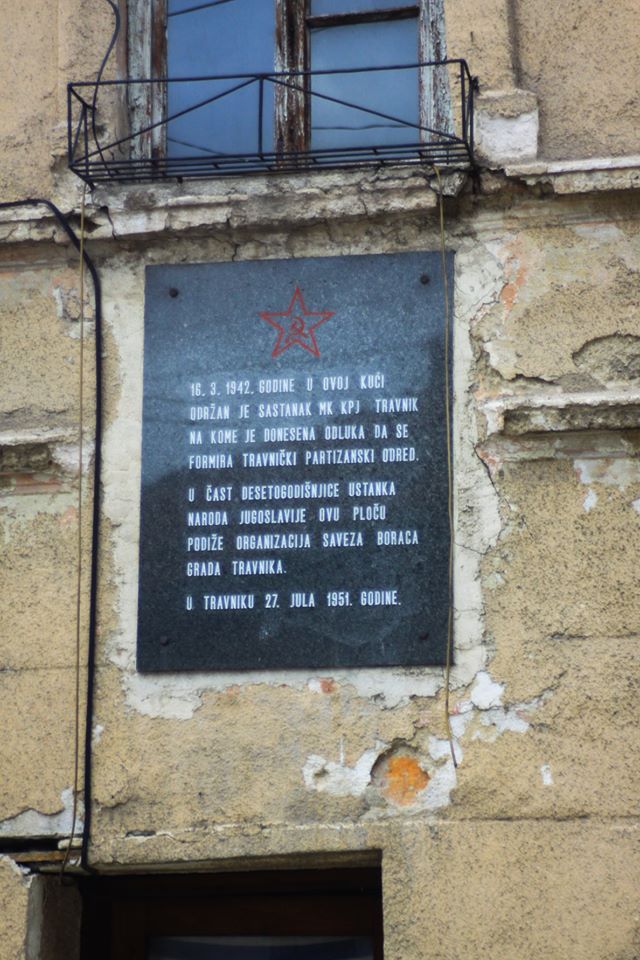 16. 3. 1942. GODINE U OVOJ KUĆI
ODRŽAN JE SASTANAK MK KPJ TRAVNIK
NA KOME JE DONESENA ODLUKA DA SE
FORMIRA TRAVNIČKI PARTIZANSKI ODRED.
U ČAST DESETOGODIŠNJICE USTANKA
NARODA JUGOSLAVIJE OVU PLOČU
PODIŽE ORGANIZACIJA SAVEZA BORACA
GRADA TRAVNIKA.
U TRAVNIKU 27. JULA 1951. GODINE.